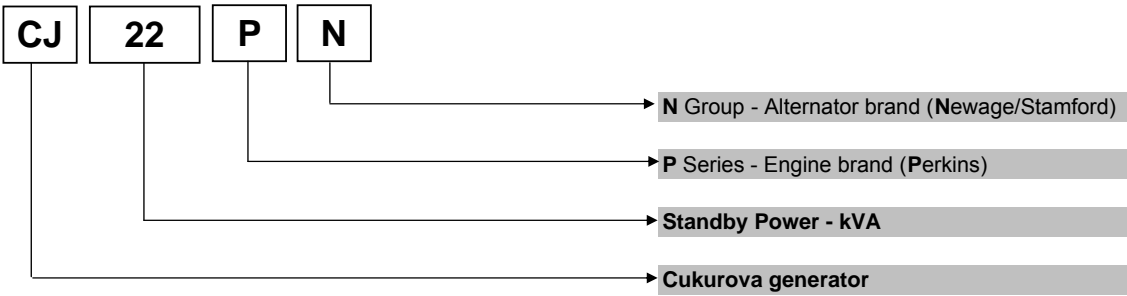 CJ 22 P N
N Group - Alternator brand (Newage/Stamford)
P Series - Engine brand (Perkins)
Standby Power - kVA
Cukurova generator